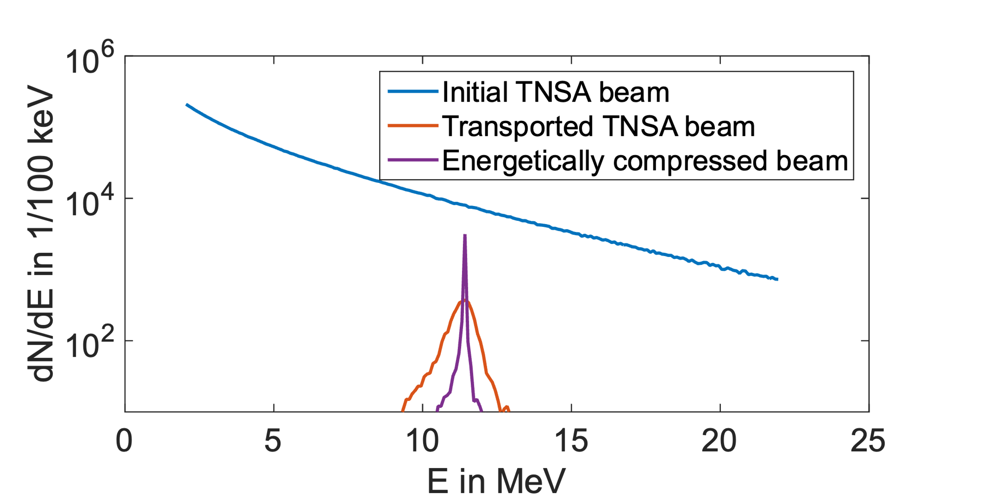 10^6
10^4
10^2
dN/dE in 1/100 keV
Initial TNSA beam
Transported TNSA beam
Energetically compressed beam
0 5 10 15 20 25
E in MeV